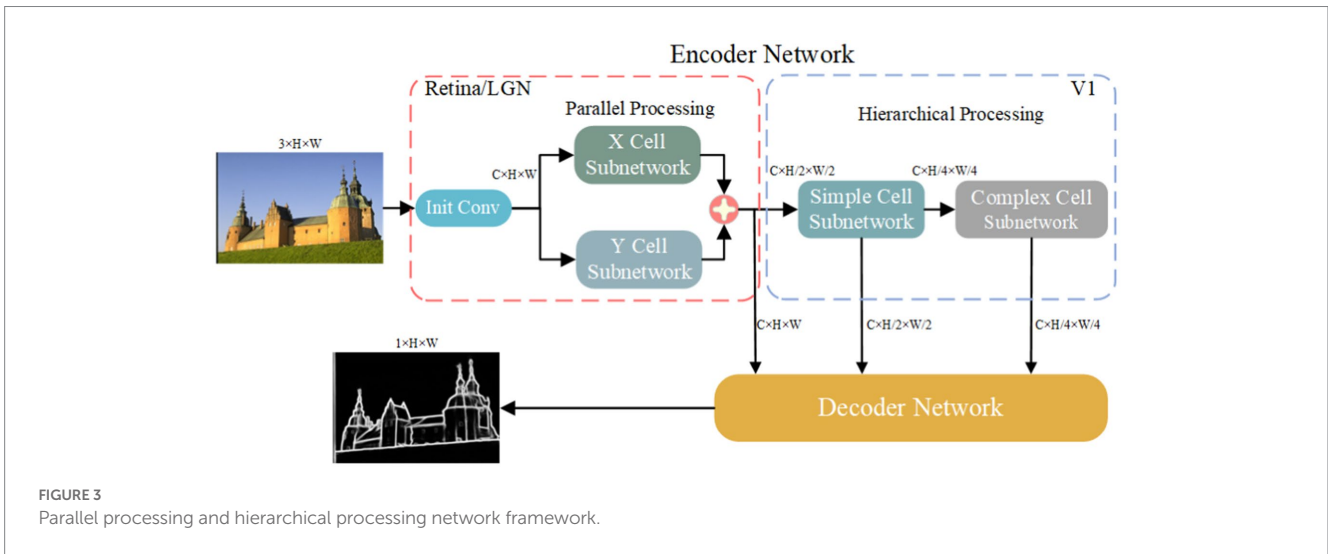 Encoder Network
Retina/LGN
V1
Parallel Processing
Hierarchical Processing
3×H×W
X Cell
Subnetwork
C×H×W
C×H/2×W/2
C×H/4×W/4
Init Conv
Simple Cell
Subnetwork
Complex Cell
Subnetwork
Y Cell
Subnetwork
C×H×W
C×H/2×W/2
C×H/4×W/4
1×H×W
Decoder Network
FIGURE 3
Parallel processing and hierarchical processing network framework.